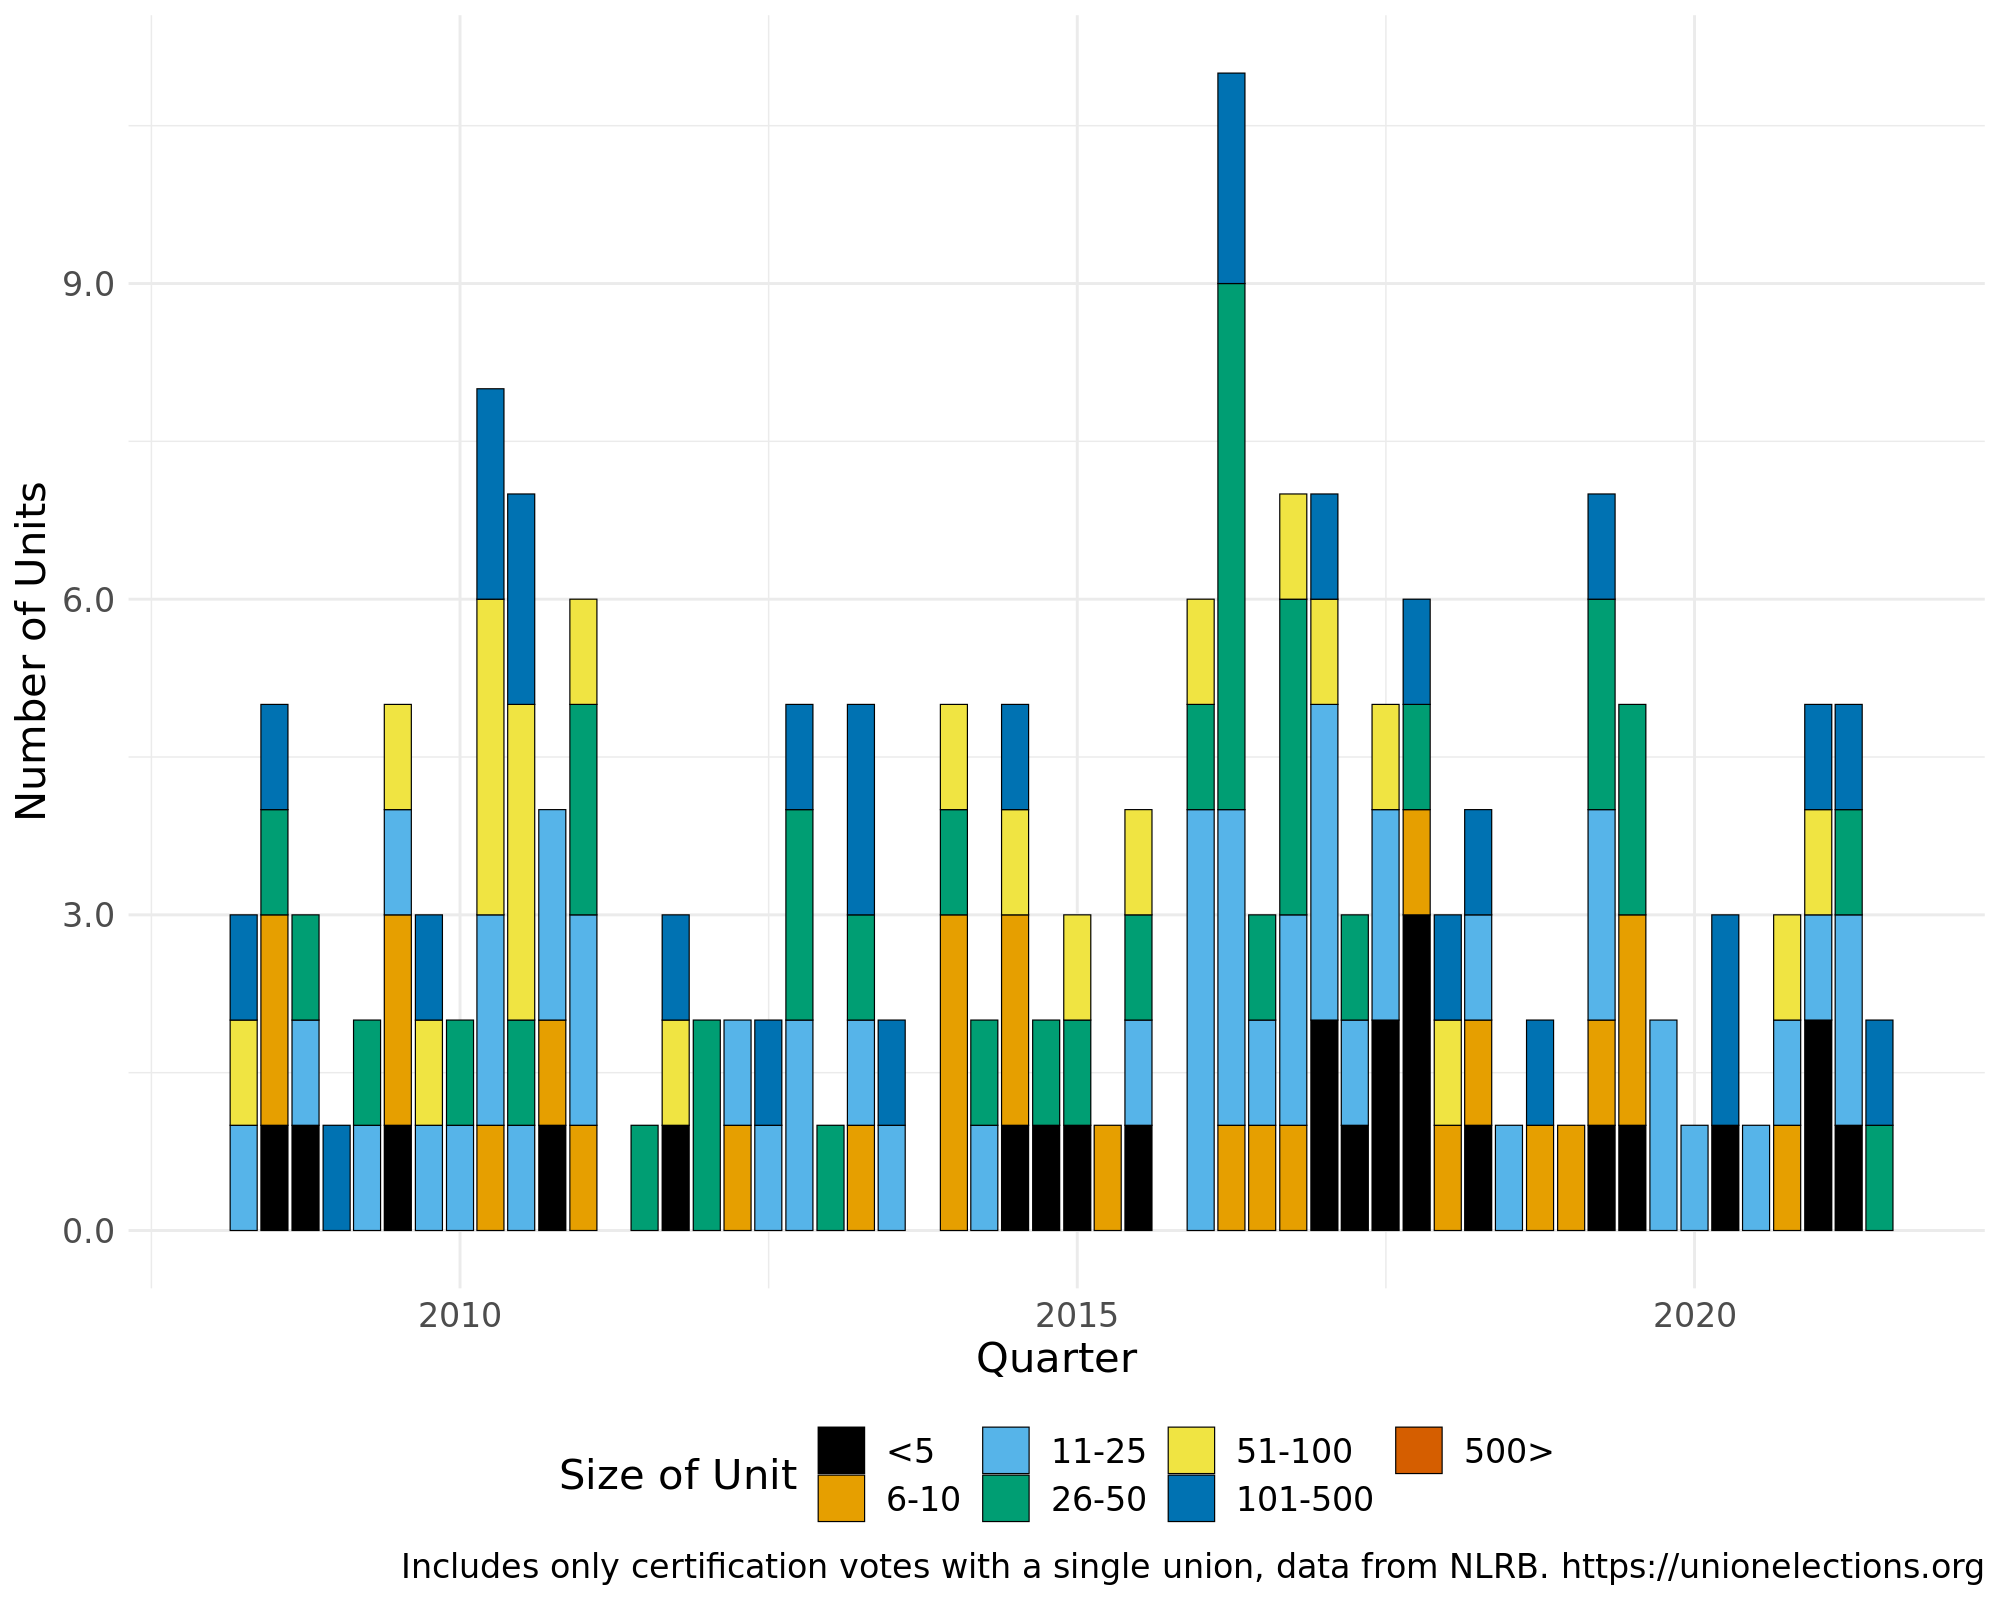 Number of Units
9.0
6.0
3.0
0.0
2010 2015 2020
Quarter
Size of Unit
<5 11-25 51-100 500>
6-10 26-50 101-500
Includes only certification votes with a single union, data from NLRB. https://unionelections.org